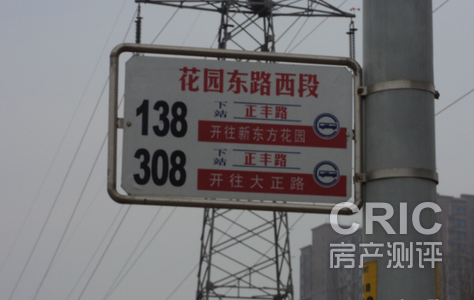 花园东路西段
138 下站 正丰路
开往新东方花园
308 下站 正丰路
开往大正路
CRIC
房产测评